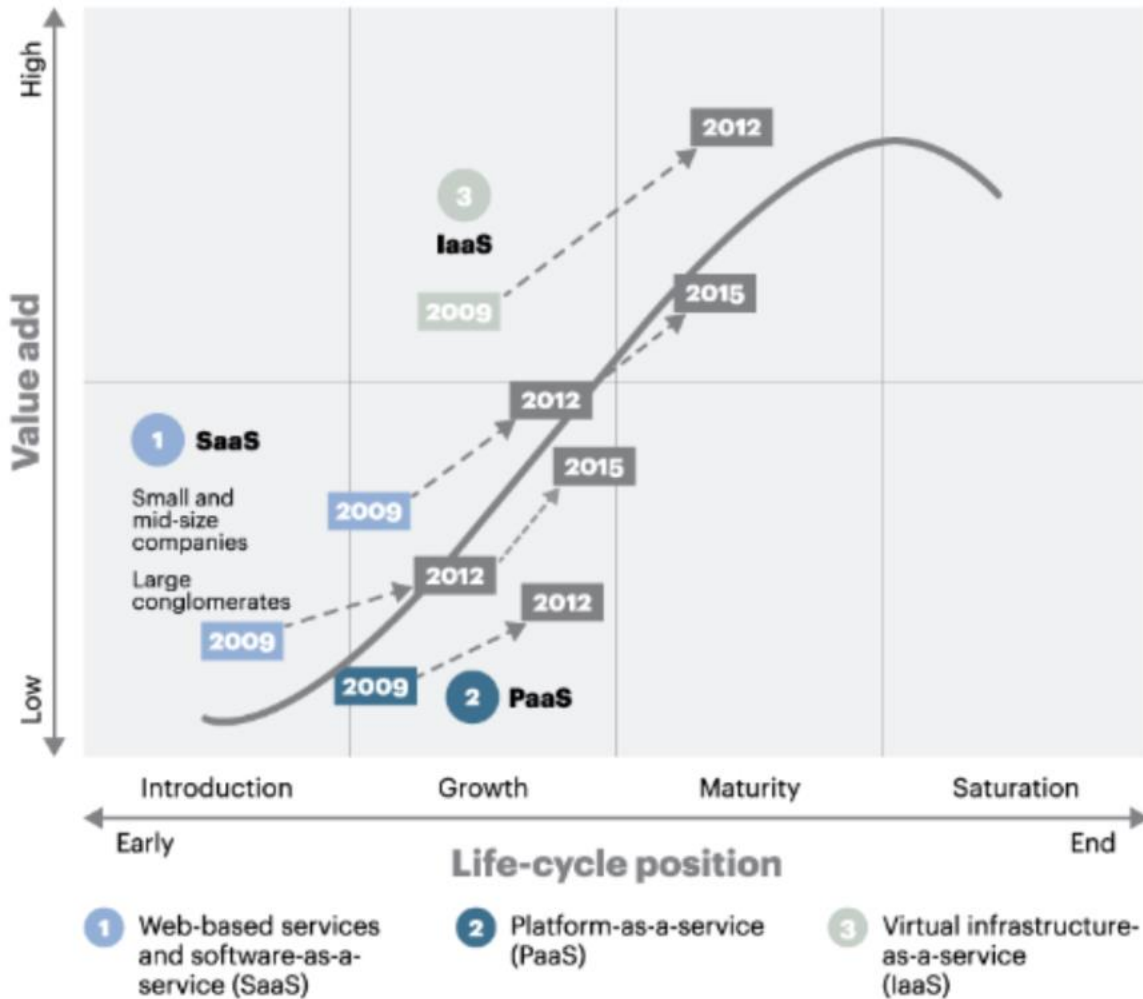 High
2012
3
IaaS
2009
2015
Value add
2012
1 SaaS
2015
Small and
mid-size
companies
2009
2012
Large
conglomerates
2012
2009
2009
2 PaaS
Low
Introduction Growth Maturity Saturation
Early End
Life-cycle position
1 Web-based services
and software-as-a-
service (SaaS)
2 Platform-as-a-service
(PaaS)
3 Virtual infrastructure-
as-a-service
(IaaS)